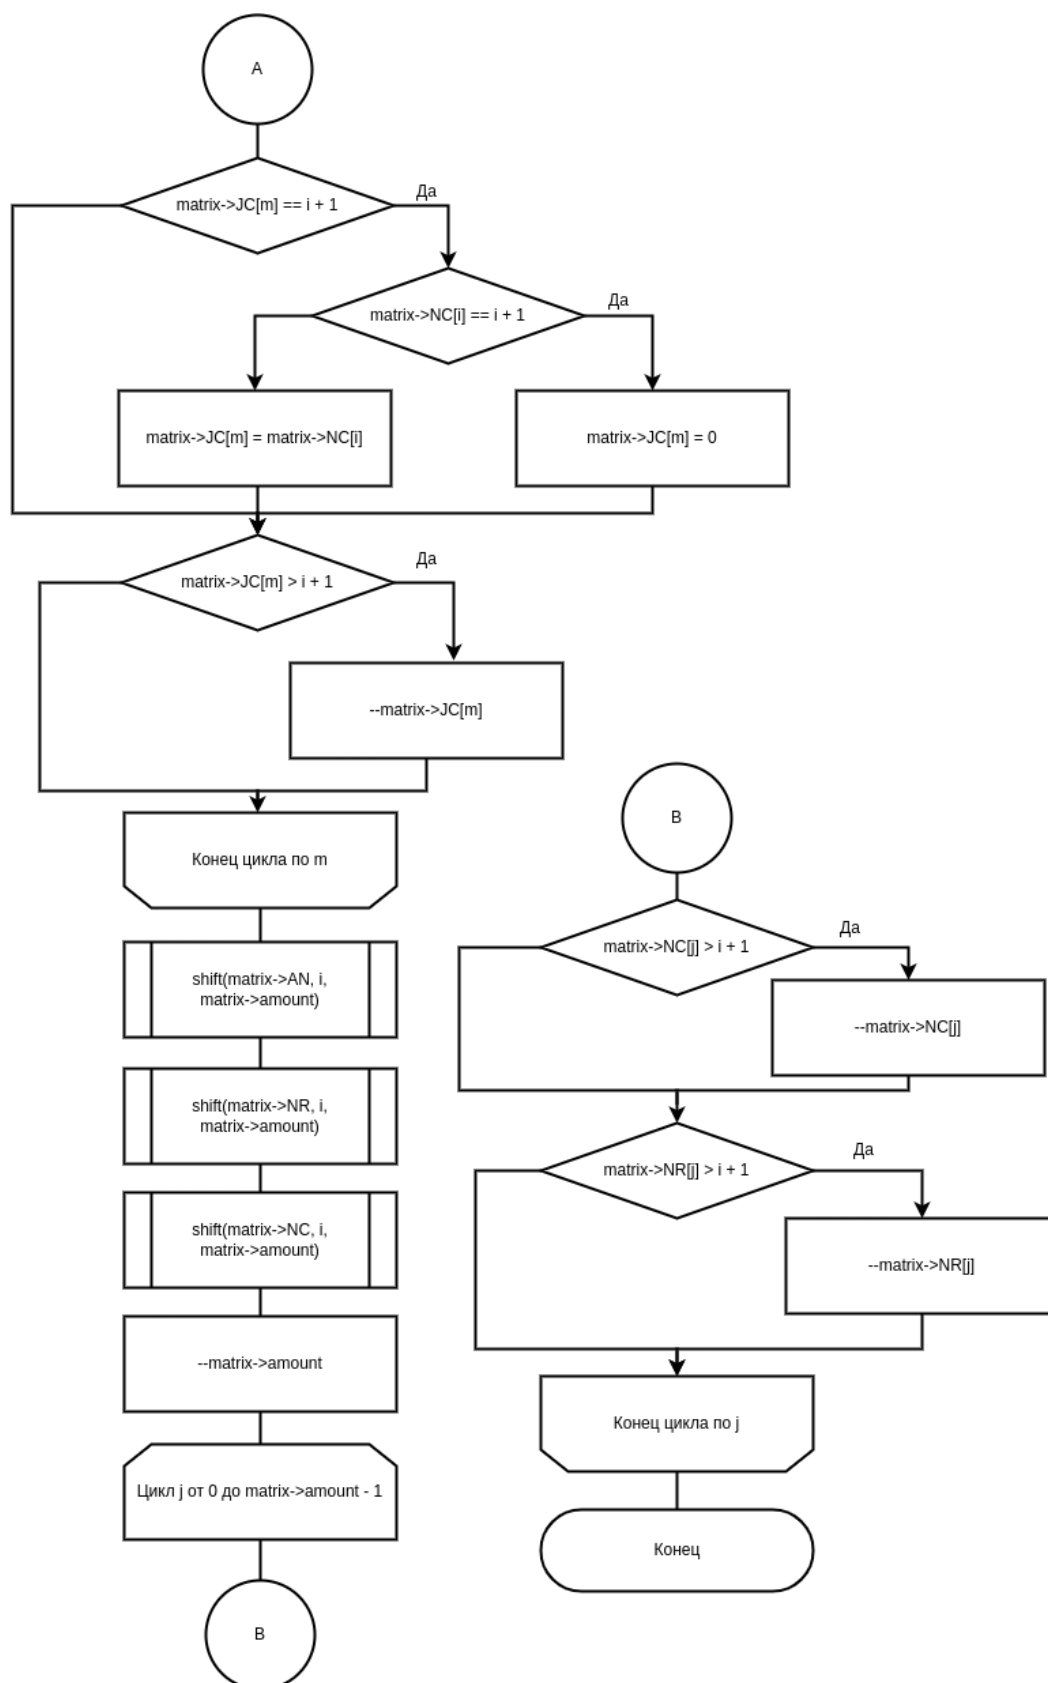 A
matrix->JC[m] == i + 1
Да
matrix->NC[i] == i + 1
Да
matrix->JC[m] = matrix->NC[i]
matrix->JC[m] = 0
matrix->JC[m] > i + 1
Да
--matrix->JC[m]
Конец цикла по m
shift(matrix->AN, i,
matrix->amount)
shift(matrix->NR, i,
matrix->amount)
shift(matrix->NC, i,
matrix->amount)
--matrix->amount
Цикл j от 0 до matrix->amount - 1
B
B
matrix->NC[j] > i + 1
Да
--matrix->NC[j]
matrix->NR[j] > i + 1
Да
--matrix->NR[j]
Конец цикла по j
Конец